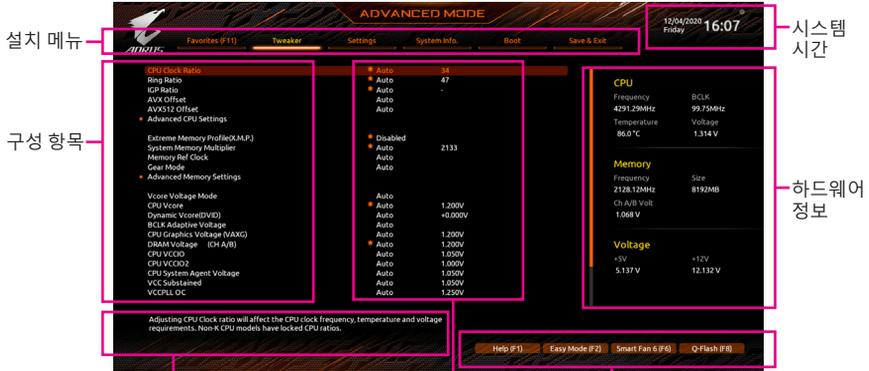 ADVANCED MODE
AORUS
12/04/2020
Friday
16:07
시스템
시간
설치 메뉴
Favorites (F11) Tweaker Settings System Info. Boot Save & Exit
구성 항목
CPU Clock Ratio Auto 34
Ring Ratio Auto 47
IGP Ratio Auto -
AVX Offset Auto
AVX512 Offset Auto
Advanced CPU Settings
Extreme Memory Profile(X.M.P.) Disabled
System Memory Multiplier Auto 2133
Memory Ref Clock Auto
Gear Mode Auto
Advanced Memory Settings
Vcore Voltage Mode Auto
CPU Vcore Auto 1.200V
Dynamic Vcore(DVID) Auto +0.000V
BCLK Adaptive Voltage Auto
CPU Graphics Voltage (VAXG) Auto 1.200V
DRAM Voltage (CH A/B) Auto 1.200V
CPU VCCIO Auto 1.050V
CPU VCCIO2 Auto 1.000V
CPU System Agent Voltage Auto 1.050V
VCC Substained Auto 1.050V
VCCPLL OC Auto 1.250V
CPU
Frequency BCLK
4291.29MHz 99.75MHz
Temperature Voltage
86.0 °C 1.314 V
Memory
Frequency Size
2128.12MHz 8192MB
Ch A/B Volt
1.068 V
Voltage
+5V +12V
5.137 V 12.132 V
하드웨어
정보
Adjusting CPU Clock ratio will affect the CPU clock frequency, temperature and voltage
requirements. Non-K CPU models have locked CPU ratios.
Help (F1) Easy Mode (F2) Smart Fan 6 (F6) Q-Flash (F8)